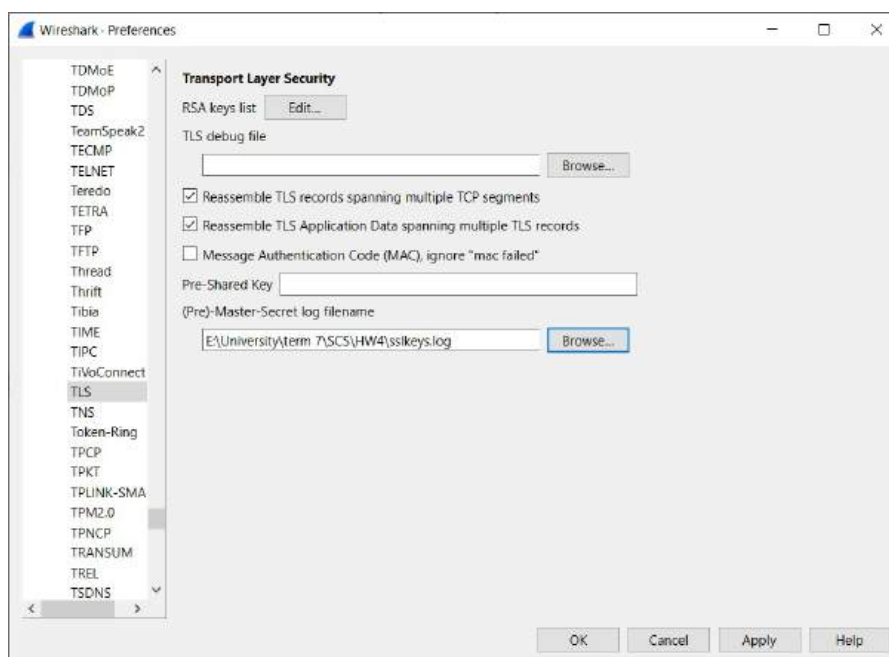 Wireshark · Preferences
TDMoE
TDMoP
TDS
TeamSpeak2
TECMP
TELNET
Teredo
TETRA
TFP
TFTP
Thread
Thrift
Tibia
TIME
TIPC
TiVoConnect
TLS
TNS
Token-Ring
TPCP
TPKT
TPLINK-SMA
TPM2.0
TPNCP
TRANSUM
TREL
TSDNS
Transport Layer Security
RSA keys list Edit...
TLS debug file
Browse...
Reassemble TLS records spanning multiple TCP segments
Reassemble TLS Application Data spanning multiple TLS records
Message Authentication Code (MAC), ignore "mac failed"
Pre-Shared Key
(Pre)-Master-Secret log filename
E:\University\term 7\SCS\HW4\sslkeys.log Browse...
OK Cancel Apply Help